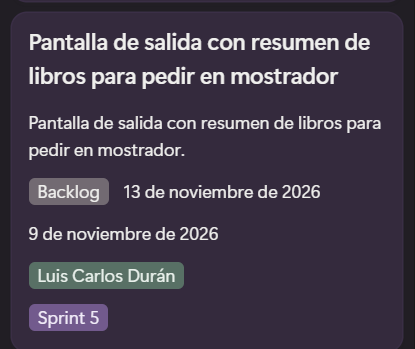 Pantalla de salida con resumen de
libros para pedir en mostrador
Pantalla de salida con resumen de libros para
pedir en mostrador.
Backlog 13 de noviembre de 2026
9 de noviembre de 2026
Luis Carlos Durán
Sprint 5